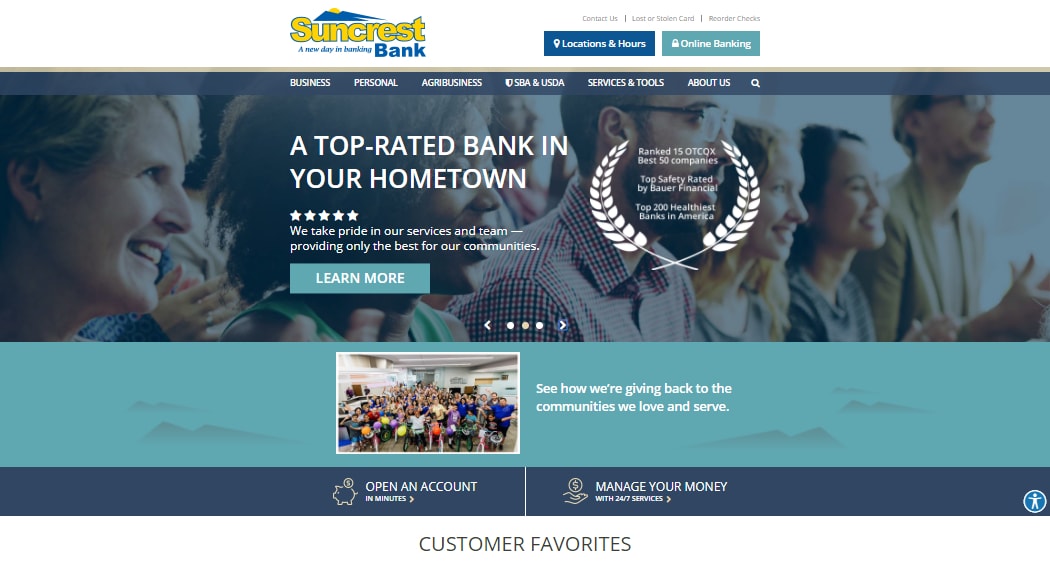 Suncrest
A new day in banking Bank
Contact Us | Lost or Stolen Card | Reorder Checks
Locations & Hours
Online Banking
BUSINESS PERSONAL AGRIBUSINESS SBA & USDA SERVICES & TOOLS ABOUT US
A TOP-RATED BANK IN
YOUR HOMETOWN
We take pride in our services and team —
providing only the best for our communities.
LEARN MORE
Ranked 15 OTCQX
Best 50 companies
Top Safety Rated
by Bauer Financial
Top 200 Healthiest
Banks in America
See how we're giving back to the
communities we love and serve.
OPEN AN ACCOUNT
IN MINUTES
MANAGE YOUR MONEY
WITH 24/7 SERVICES
CUSTOMER FAVORITES